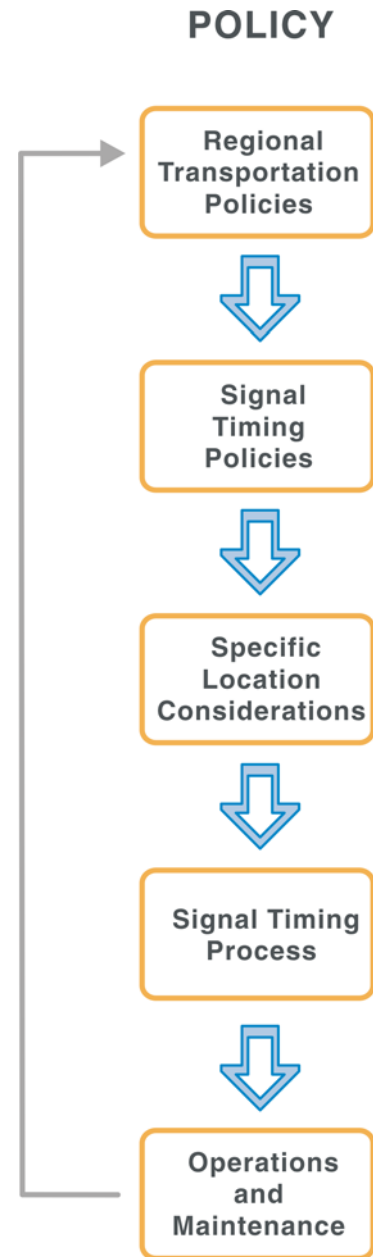 POLICY
Regional
Transportation
Policies
Signal
Timing
Policies
Specific
Location
Considerations
Signal Timing
Process
Operations
and
Maintenance